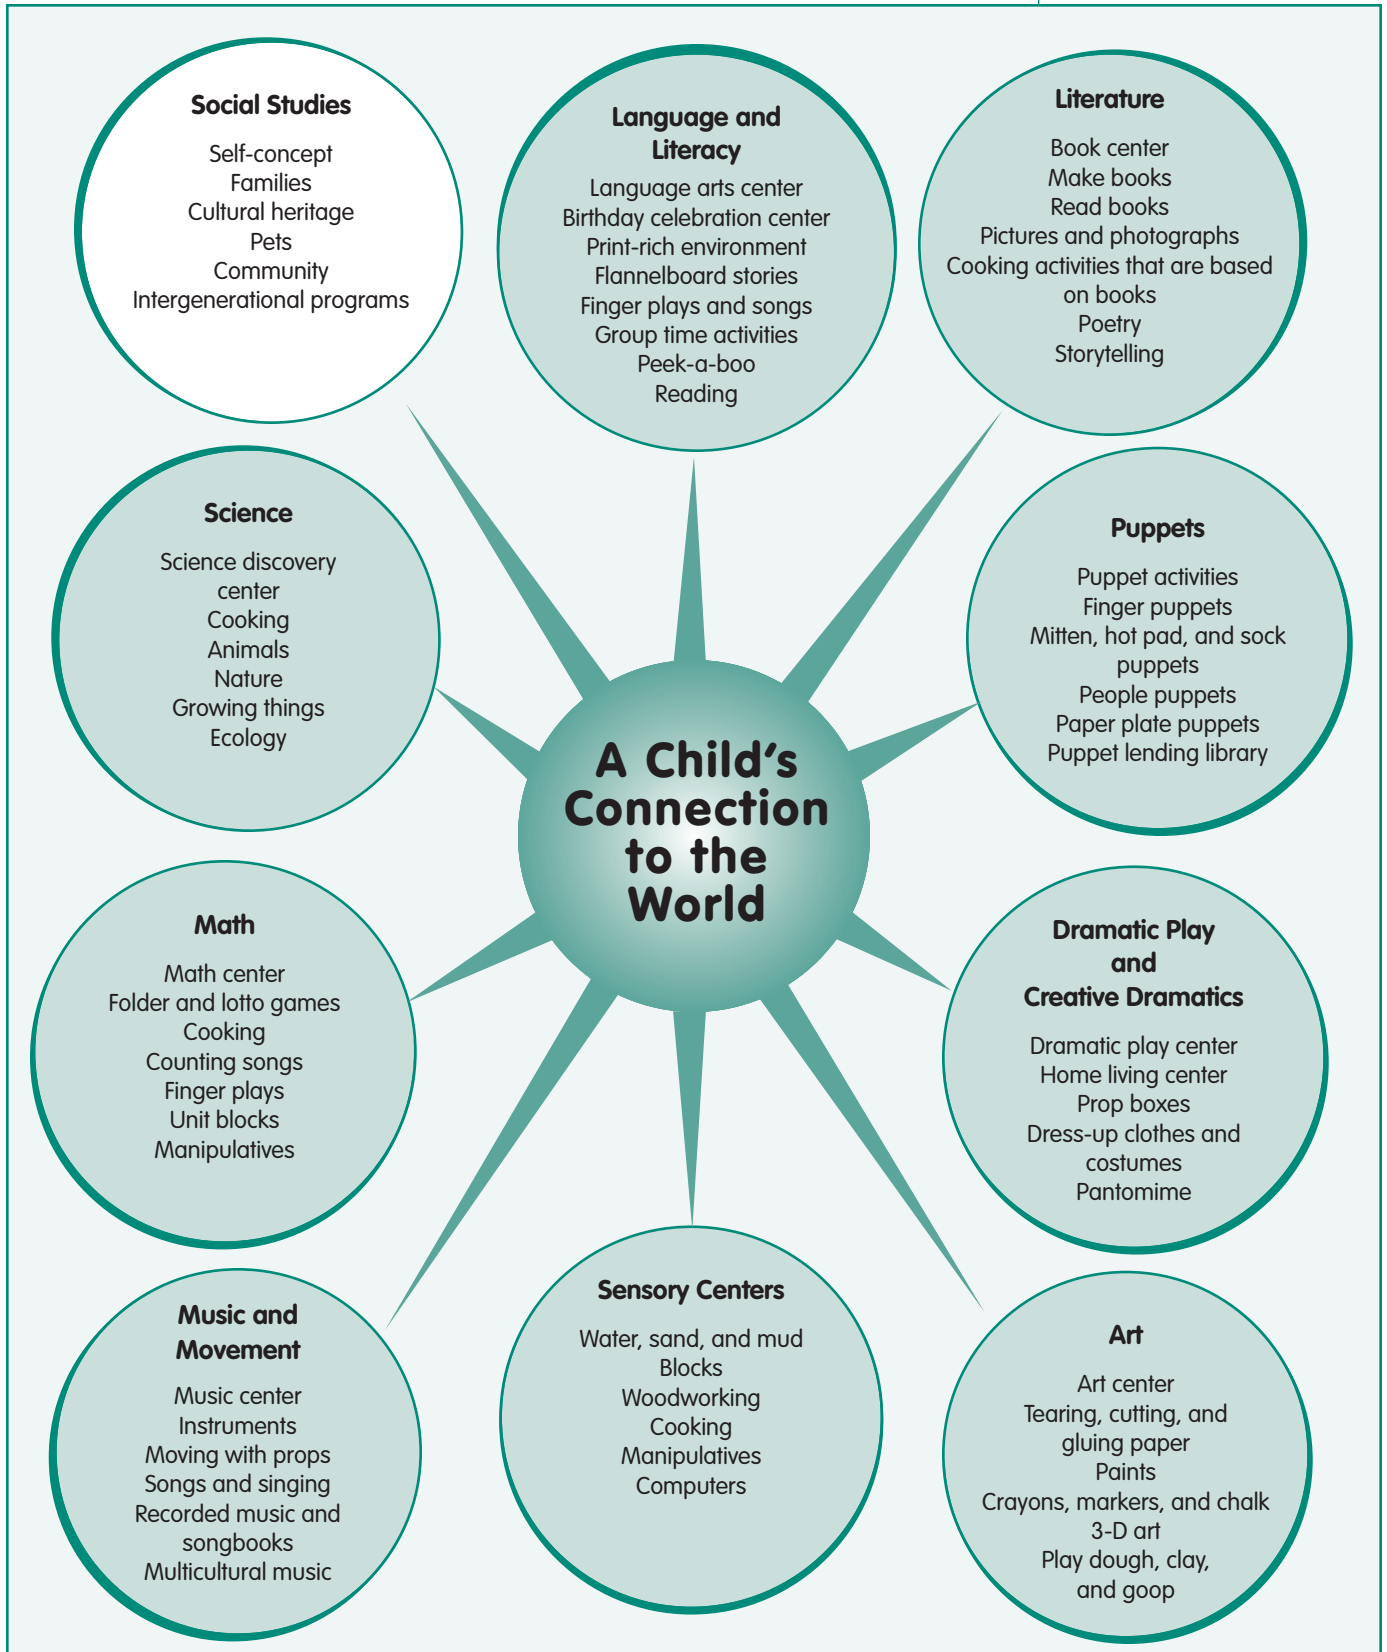 Social Studies
Self-concept
Families
Cultural heritage
Pets
Community
Intergenerational programs
Language and
Literacy
Language arts center
Birthday celebration center
Print-rich environment
Flannelboard stories
Finger plays and songs
Group time activities
Peek-a-boo
Reading
Literature
Book center
Make books
Read books
Pictures and photographs
Cooking activities that are based
on books
Poetry
Storytelling
Science
Science discovery
center
Cooking
Animals
Nature
Growing things
Ecology
Puppets
Puppet activities
Finger puppets
Mitten, hot pad, and sock
puppets
People puppets
Paper plate puppets
Puppet lending library
A Child's
Connection
to the
World
Math
Math center
Folder and lotto games
Cooking
Counting songs
Finger plays
Unit blocks
Manipulatives
Dramatic Play
and
Creative Dramatics
Dramatic play center
Home living center
Prop boxes
Dress-up clothes and
costumes
Pantomime
Music and
Movement
Music center
Instruments
Moving with props
Songs and singing
Recorded music and
songbooks
Multicultural music
Sensory Centers
Water, sand, and mud
Blocks
Woodworking
Cooking
Manipulatives
Computers
Art
Art center
Tearing, cutting, and
gluing paper
Paints
Crayons, markers, and chalk
3-D art
Play dough, clay,
and goop